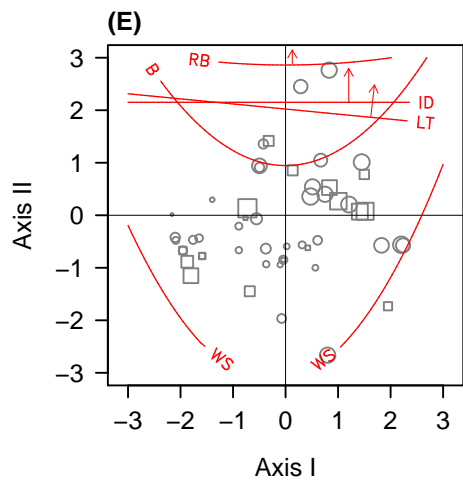 (E)
RB
B
ID
LT
WS
WS
3
2
1
0
−1
−2
−3
Axis II
−3 −2 −1 0 1 2 3
Axis I